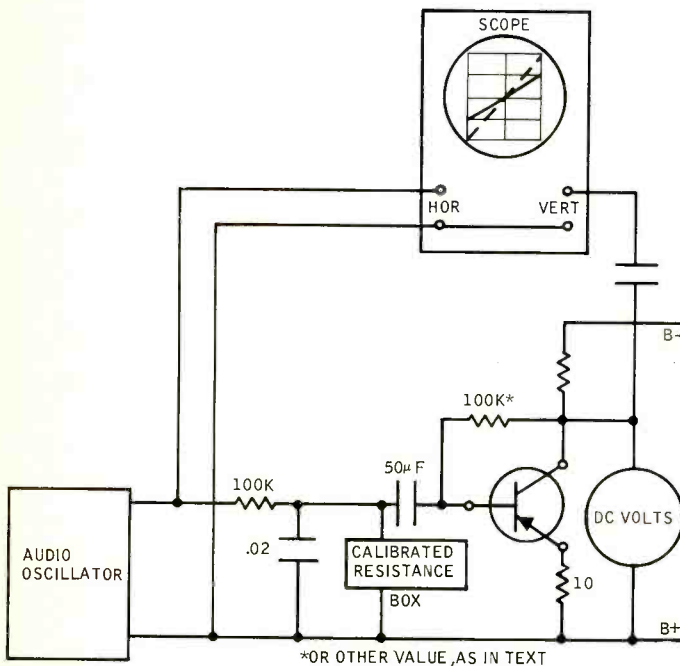 SCOPE
HOR VERT
B-
100K*
100K
50μF
.02
AUDIO
OSCILLATOR
CALIBRATED
RESISTANCE
BOX
DC VOLTS
10
B+
*OR OTHER VALUE, AS IN TEXT